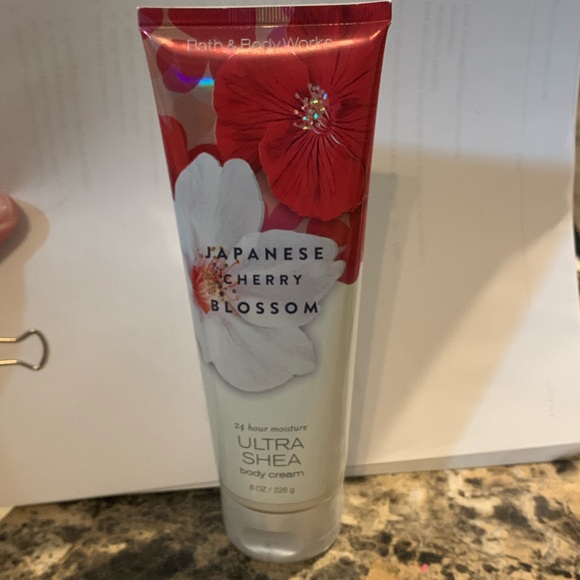 Bath & Body Works
JAPANESE
CHERRY
BLOSSOM
24 hour moisture
ULTRA
SHEA
body cream
8 OZ / 226 g